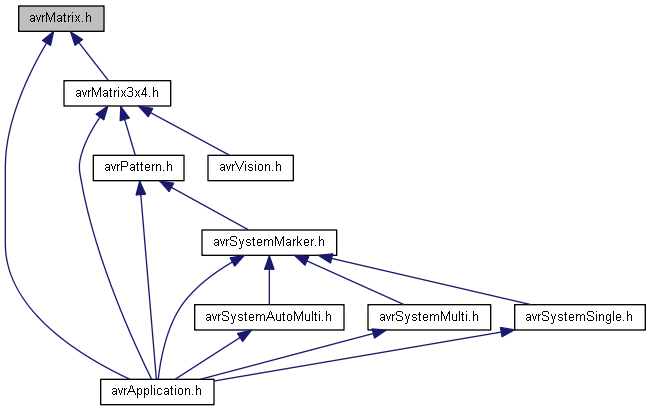 avrMatrix.h
avrMatrix3x4.h
avrPattern.h
avrVision.h
avrSystemMarker.h
avrSystemAutoMulti.h
avrSystemMulti.h
avrSystemSingle.h
avrApplication.h